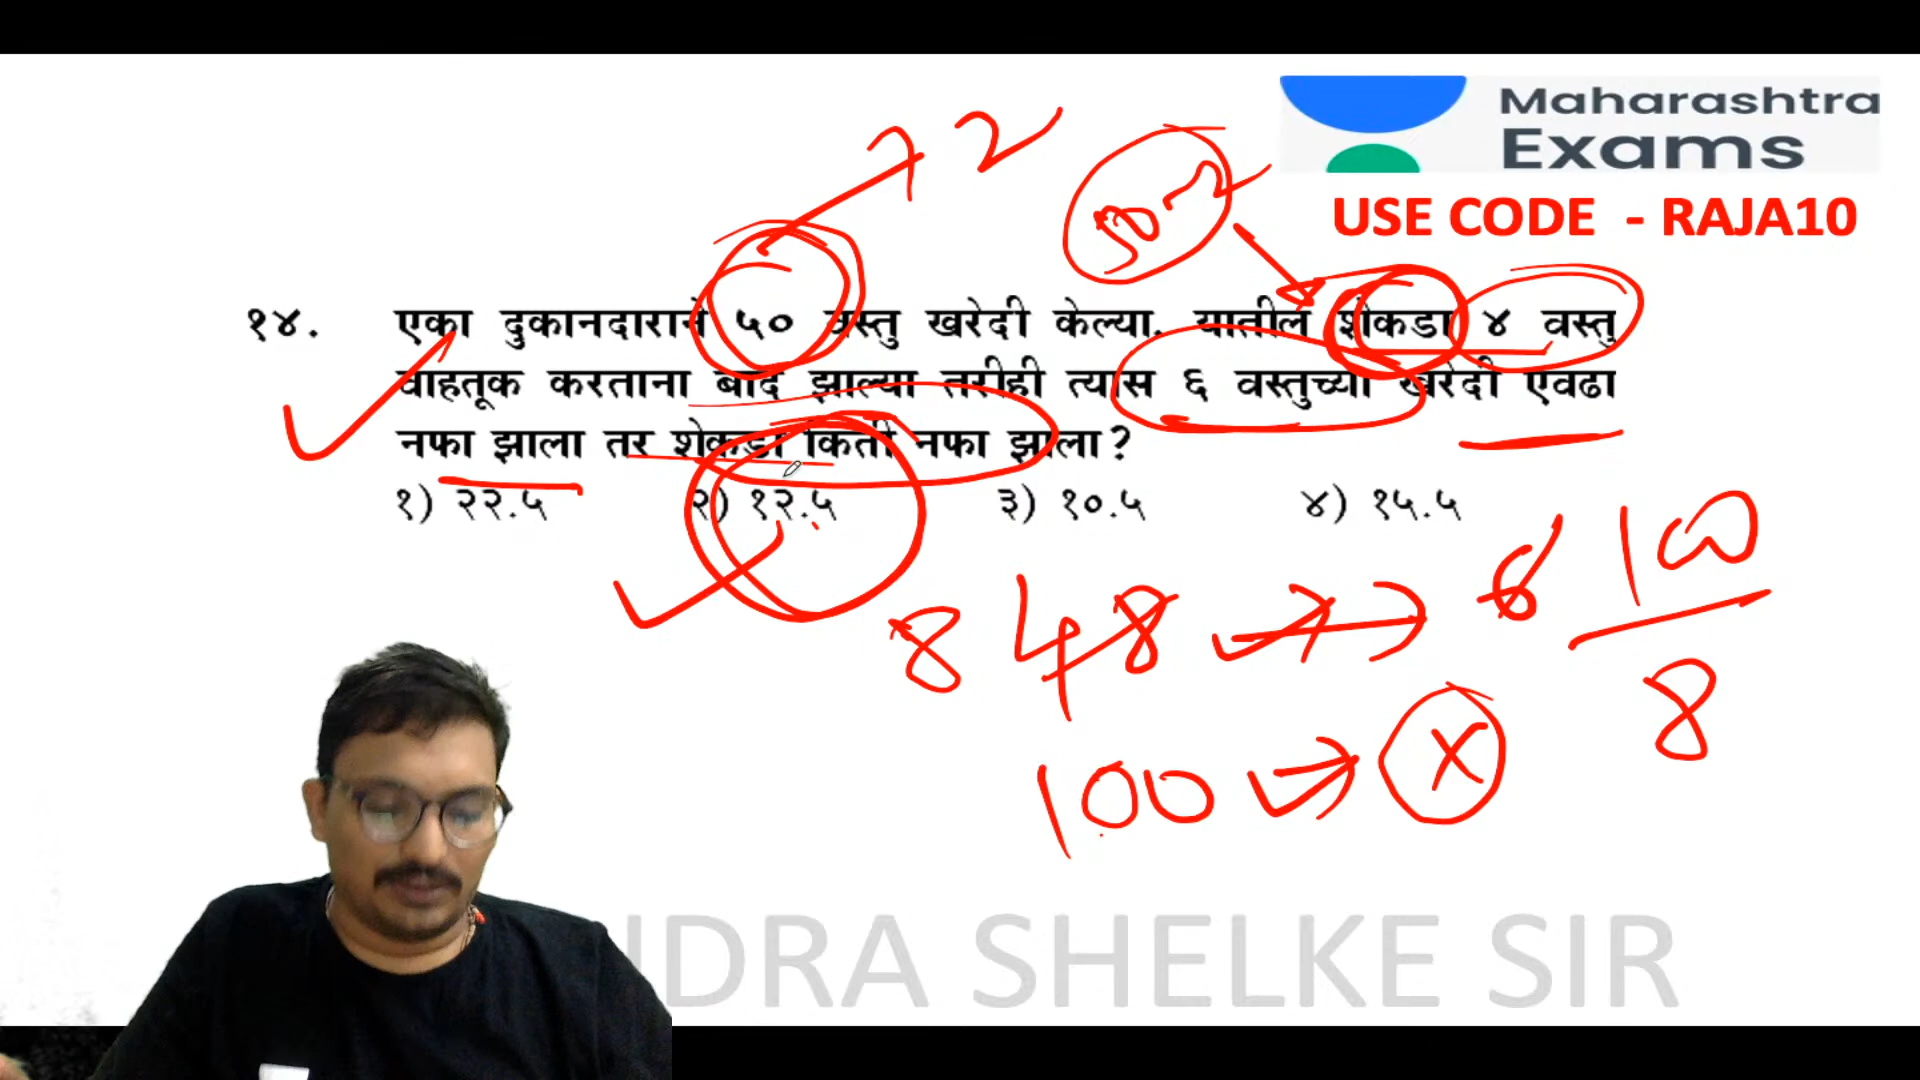 Maharashtra
Exams
USE CODE - RAJA10
72
50-2
१४. एका दुकानदाराने ५० वस्तु खरेदी केल्या. यातील शेकडा ४ वस्तु
वाहतूक करताना बाद झाल्या तरीही त्यास ६ वस्तुच्या खरेदी एवढा
नफा झाला तर शेकडा किती नफा झाला?
१) २२.५ २) १२.५ ३) १०.५ ४) १५.५
8 48 6 100
8
100 x
NDRA SHELKE SIR